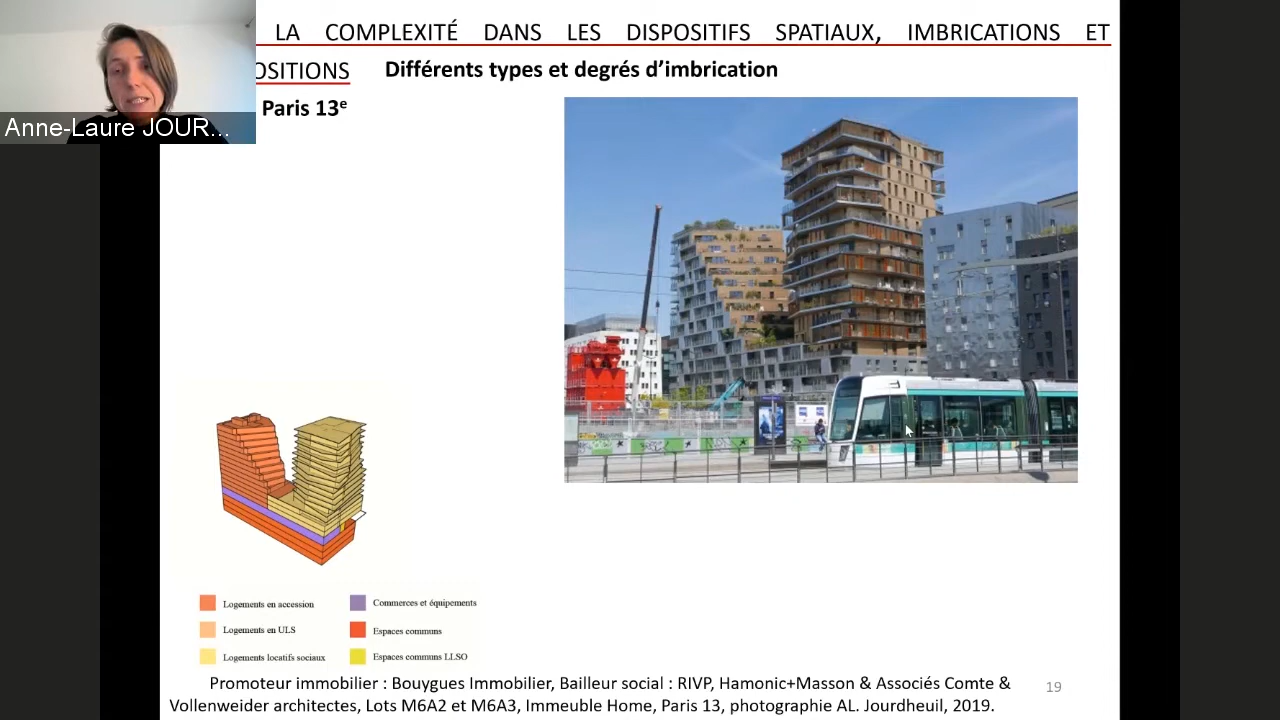 LA COMPLEXITÉ DANS LES DISPOSITIFS SPATIAUX, IMBRICATIONS ET
OSITIONS Différents types et degrés d’imbrication
Paris 13e
Anne-Laure JOUR...
Logements en accession
Commerces et équipements
Logements en ULS
Espaces communs
Logements locatifs sociaux
Espaces communs LLSO
Promoteur immobilier : Bouygues Immobilier, Bailleur social : RIVP, Hamonic+Masson & Associés Comte &
Vollenweider architectes, Lots M6A2 et M6A3, Immeuble Home, Paris 13, photographie AL. Jourdheuil, 2019.
19